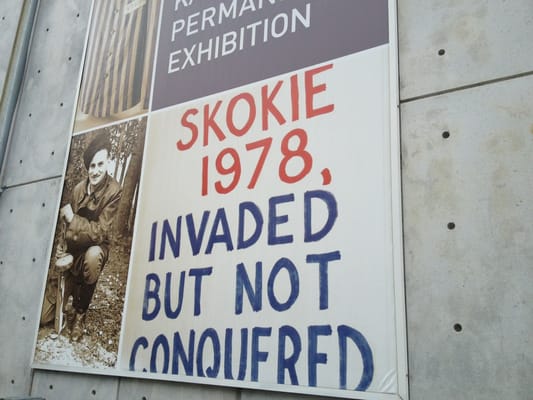 PERMAN
EXHIBITION
SKOKIE
1978,
INVADED
BUT NOT
CONQUERED